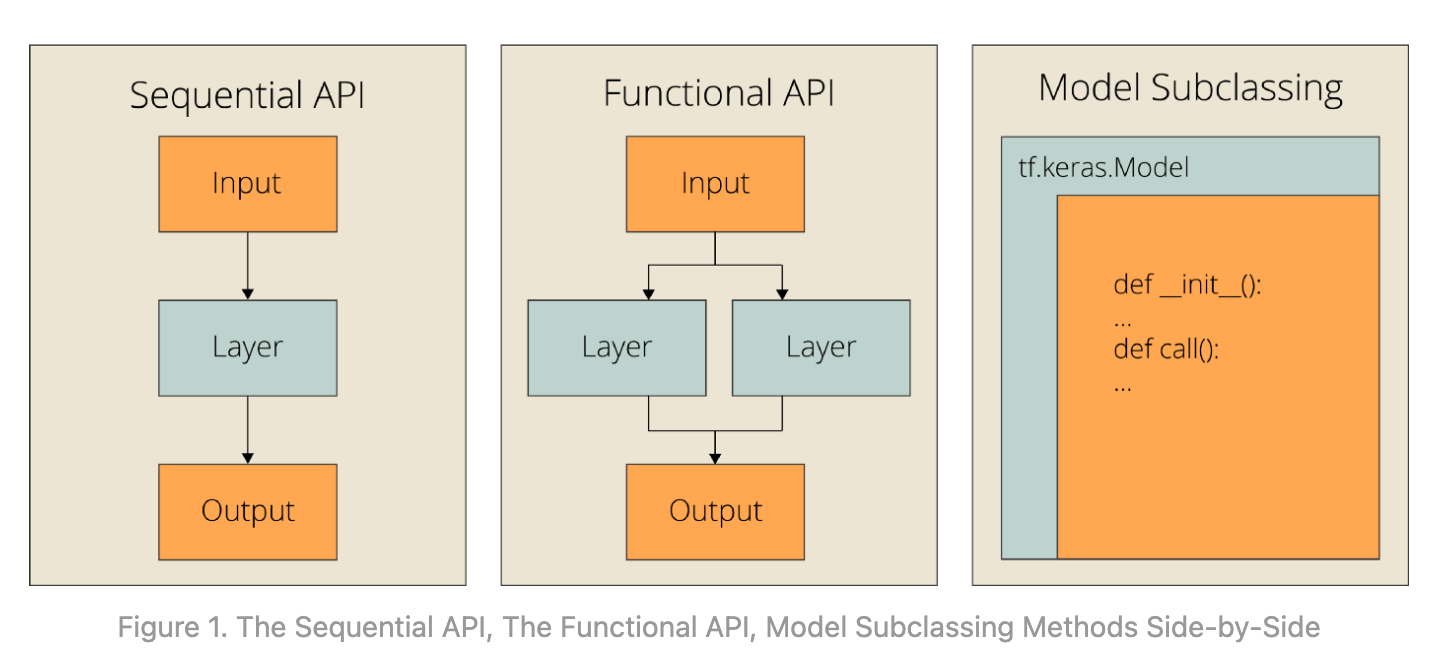 Sequential API
Input
Layer
Output
Functional API
Input
Layer
Layer
Output
Model Subclassing
tf.keras.Model
def __init__():
...
def call():
...
Figure 1. The Sequential API, The Functional API, Model Subclassing Methods Side-by-Side